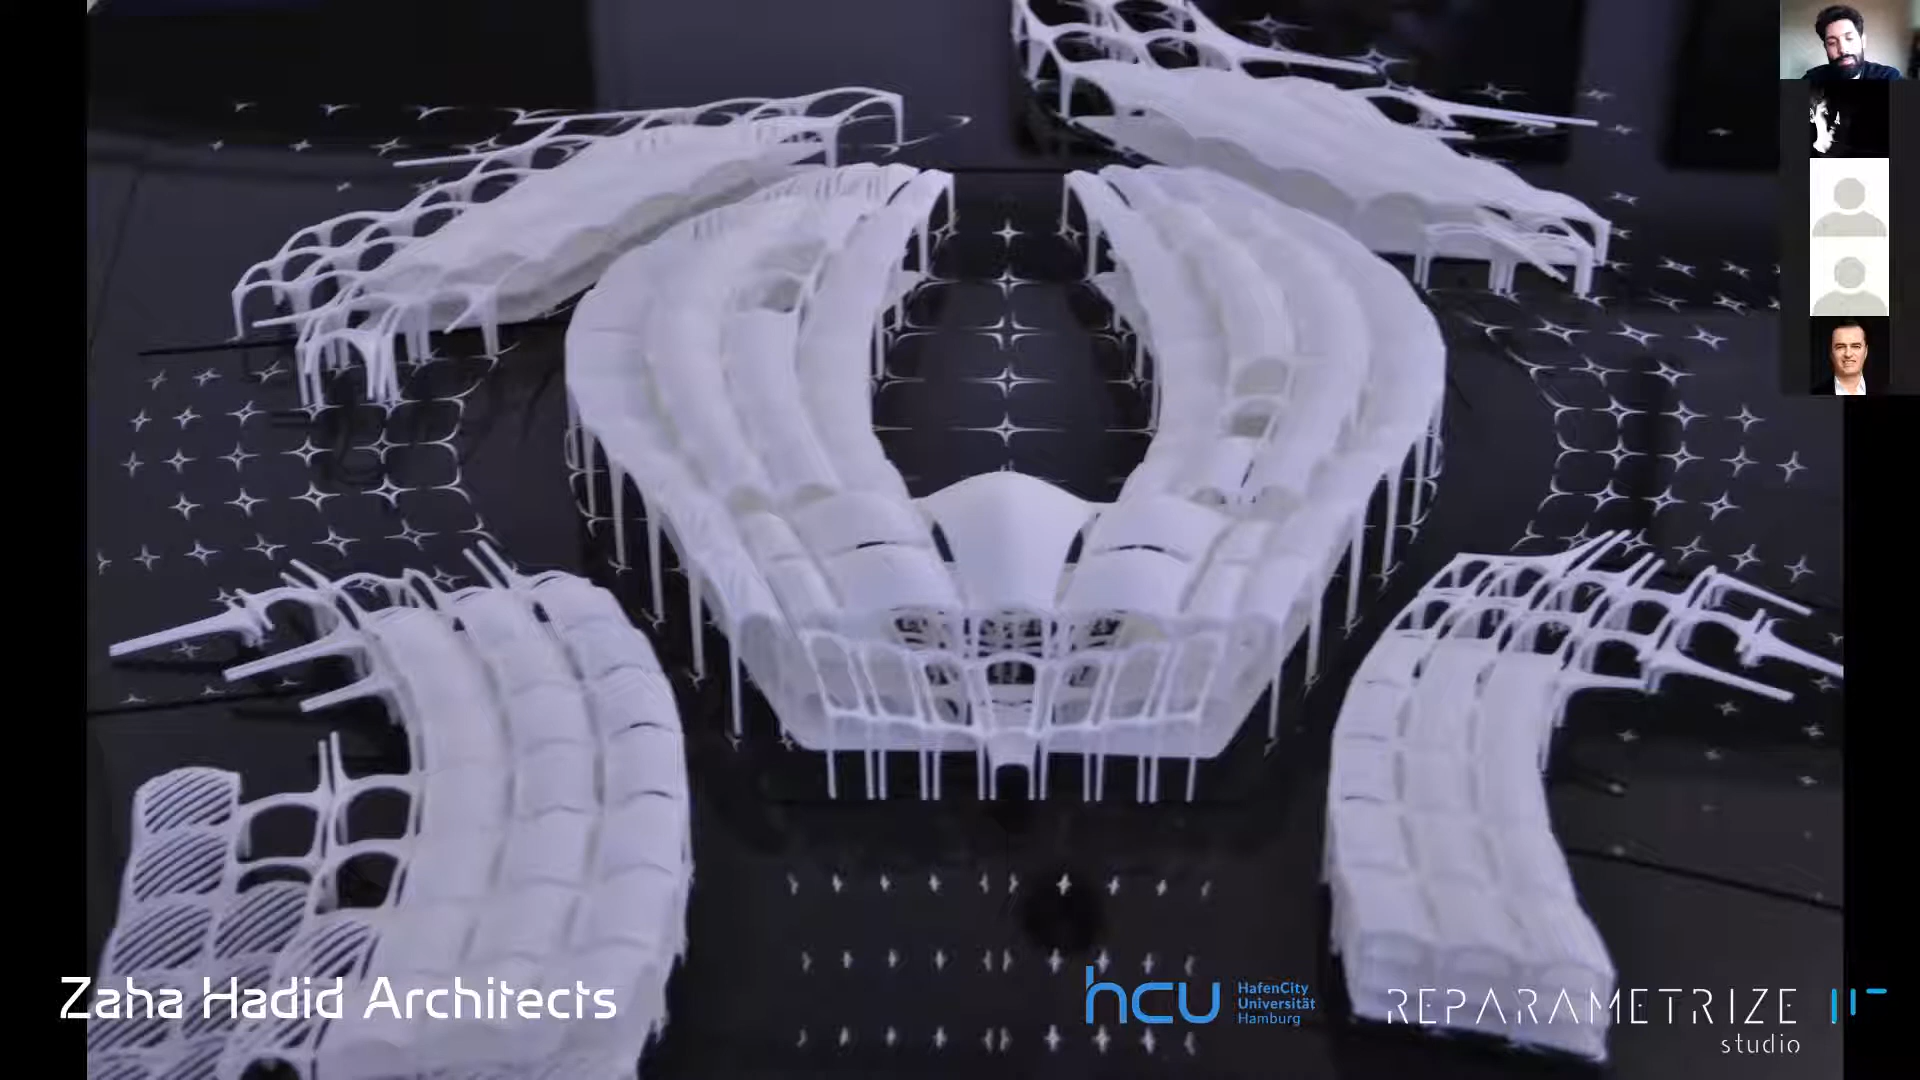 Zaha Hadid Architects
hcu
HafenCity
Universität
Hamburg
REPARAMETRIZE
studio